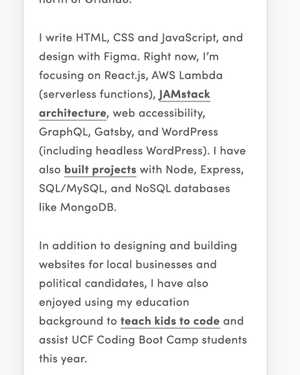 north of Orlando.
I write HTML, CSS and JavaScript, and
design with Figma. Right now, I'm
focusing on React.js, AWS Lambda
(serverless functions), JAMstack
architecture, web accessibility,
GraphQL, Gatsby, and WordPress
(including headless WordPress). I have
also built projects with Node, Express,
SQL/MySQL, and NoSQL databases
like MongoDB.
In addition to designing and building
websites for local businesses and
political candidates, I have also
enjoyed using my education
background to teach kids to code and
assist UCF Coding Boot Camp students
this year.